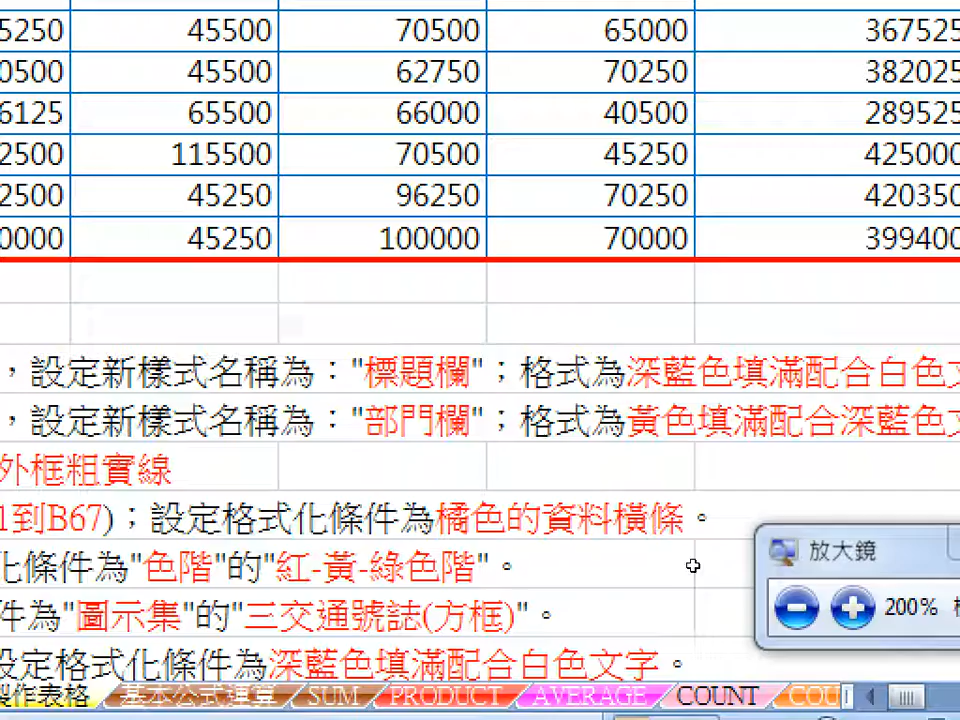 5250 45500 70500 65000 367525
0500 45500 62750 70250 382025
6125 65500 66000 40500 289525
2500 115500 70500 45250 425000
2500 45250 96250 70250 420350
0000 45250 100000 70000 399400
，設定新樣式名稱為："標題欄"；格式為深藍色填滿配合白色文
，設定新樣式名稱為："部門欄"；格式為黃色填滿配合深藍色文
外框粗實線
1到B67)；設定格式化條件為橘色的資料橫條。
化條件為"色階"的"紅-黃-綠色階"。
件為"圖示集"的"三交通號誌(方框)"。
設定格式化條件為深藍色填滿配合白色文字。
放大鏡
200%
製作表格 基本公式運算 SUM PRODUCT AVERAGE COUNT COU